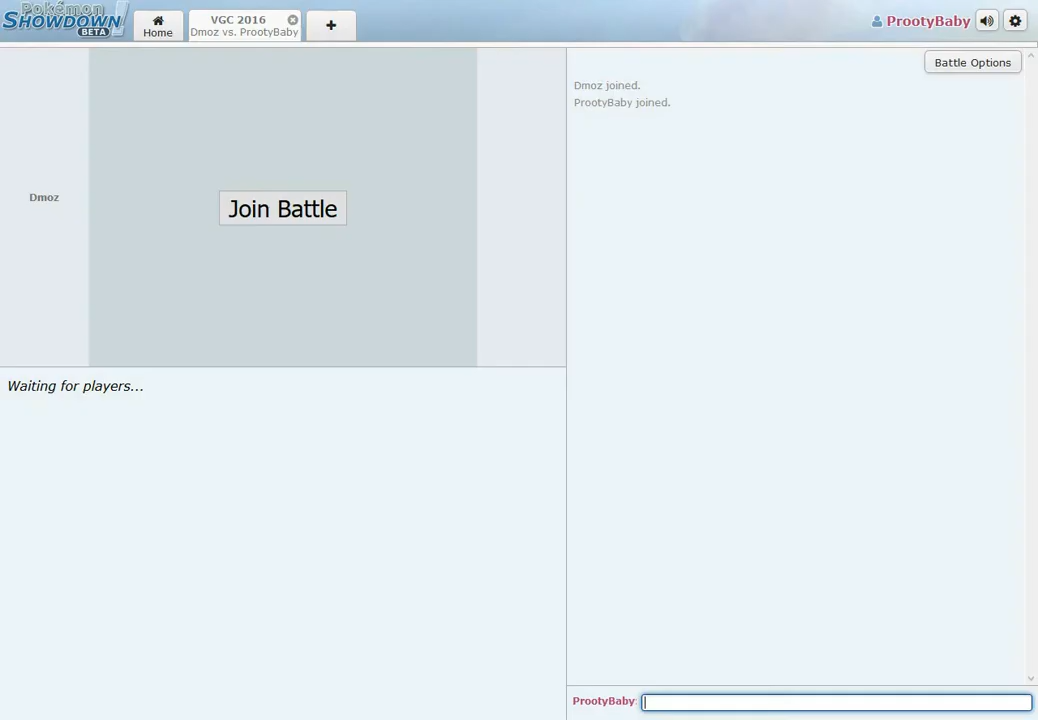 Pokémon
SHOWDOWN!
BETA
Home
VGC 2016
Dmoz vs. ProotyBaby
ProotyBaby
Battle Options
Dmoz joined.
ProotyBaby joined.
Dmoz
Join Battle
Waiting for players...
ProotyBaby: